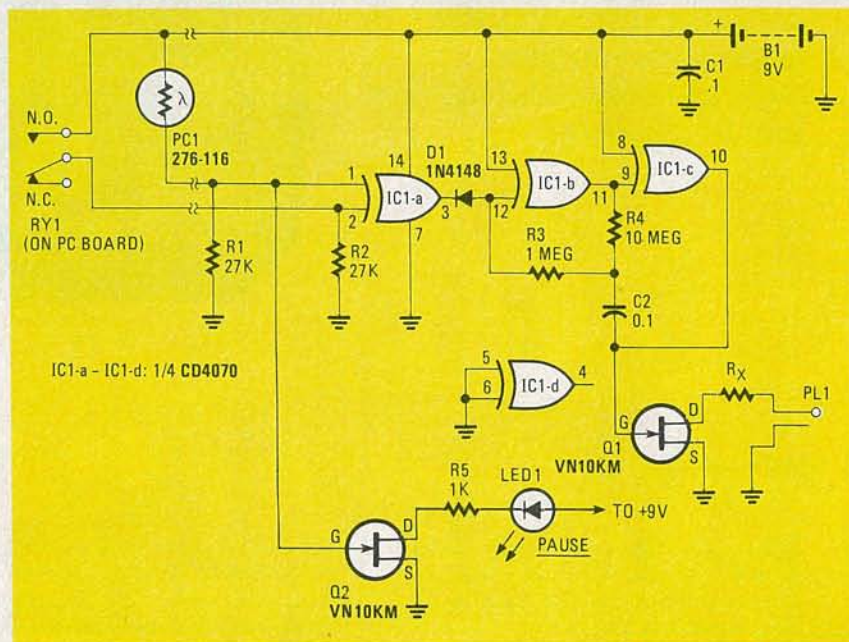 +
B1
9V
C1
.1
N.O.
λ
PC1
276-116
N.C.
RY1
(ON PC BOARD)
1
2
14
IC1-a
3
7
D1
1N4148
13
12
IC1-b
11
8
9
IC1-c
10
R4
10 MEG
R3
1 MEG
R1
27K
R2
27K
C2
0.1
IC1-a – IC1-d: 1/4 CD4070
5
6
IC1-d
4
RX
PL1
G
D
S
Q1
VN10KM
R5
1K
LED1
TO +9V
PAUSE
G
D
S
Q2
VN10KM